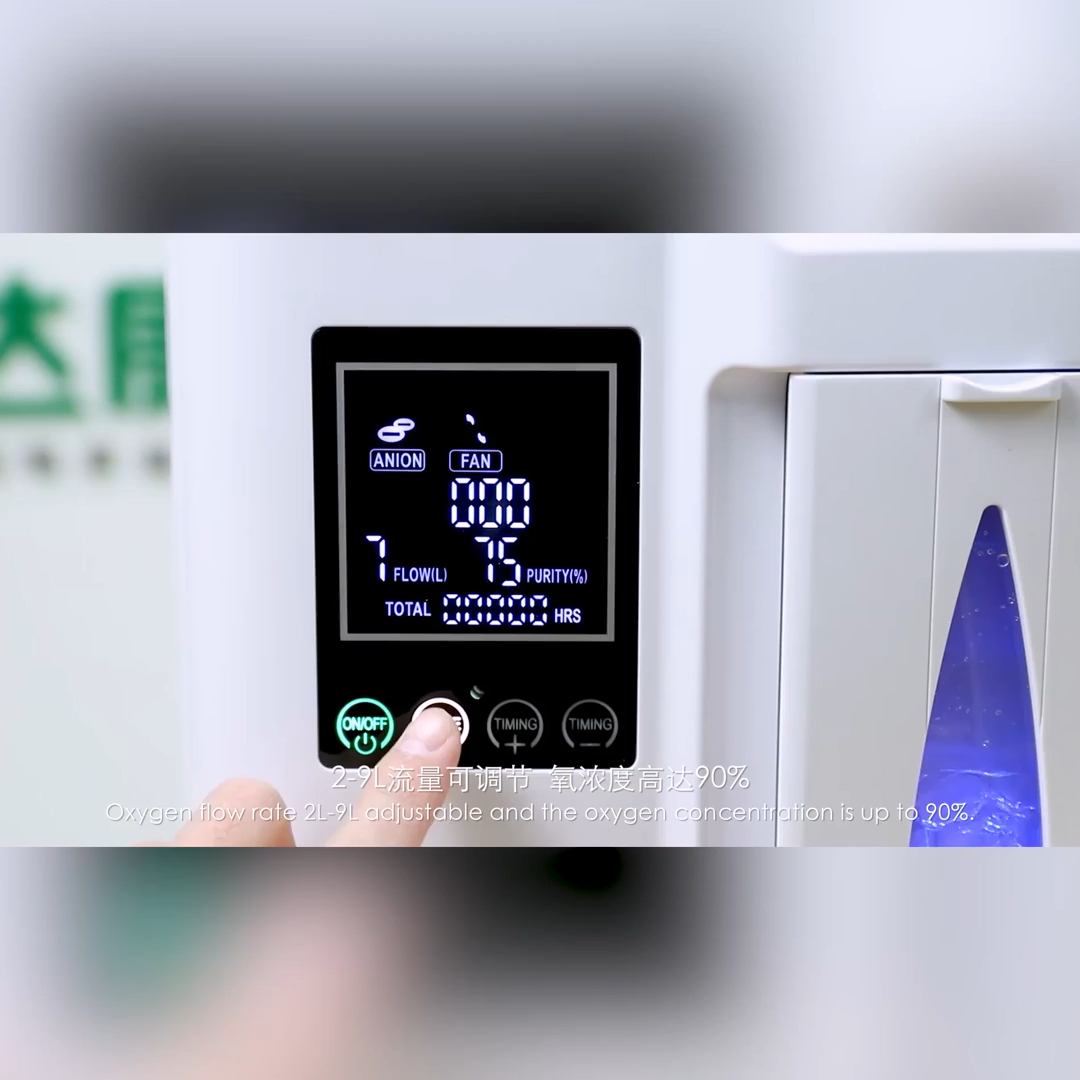 ANION FAN
000
7 FLOW(L) 75 PURITY(%)
TOTAL 00000 HRS
ON/OFF TIMING TIMING
2-9L流量可调节 氧浓度高达90%
Oxygen flow rate 2L-9L adjustable and the oxygen concentration is up to 90%.